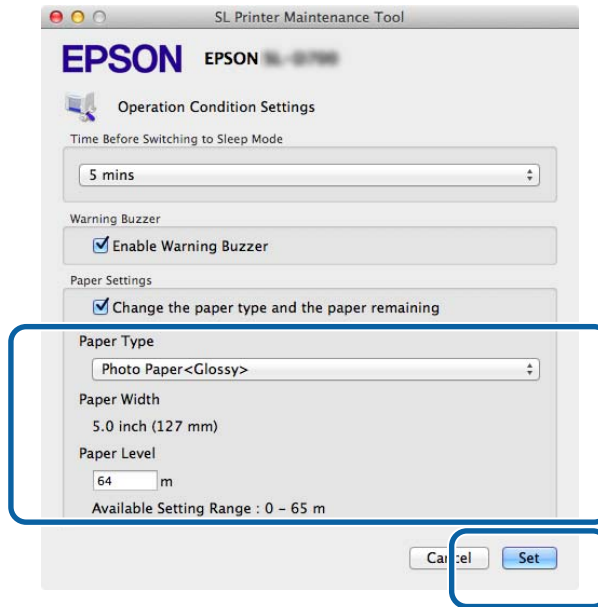 SL Printer Maintenance Tool
EPSON EPSON
Operation Condition Settings
Time Before Switching to Sleep Mode
5 mins
Warning Buzzer
Enable Warning Buzzer
Paper Settings
Change the paper type and the paper remaining
Paper Type
Photo Paper<Glossy>
Paper Width
5.0 inch (127 mm)
Paper Level
64 m
Available Setting Range : 0 – 65 m
Cancel Set